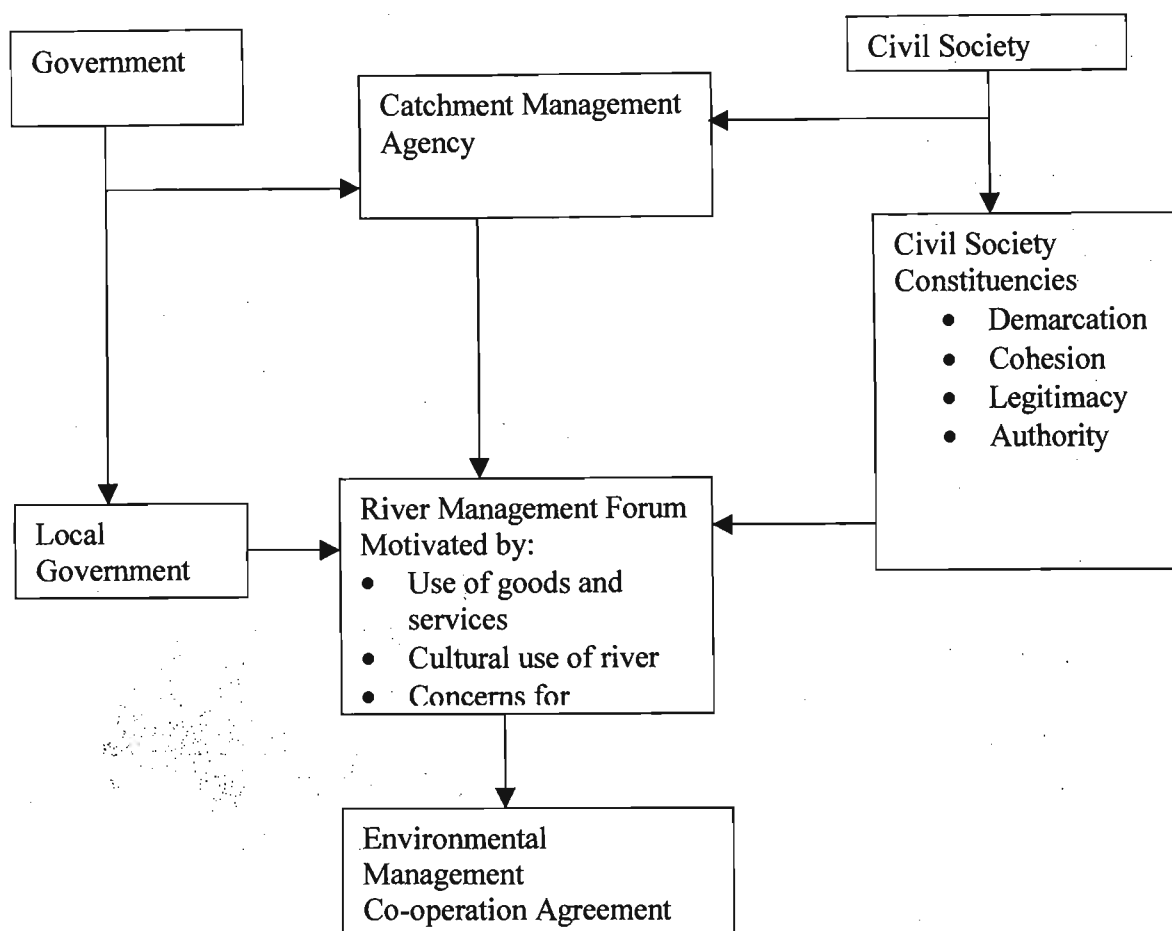 Government
Civil Society
Catchment Management
Agency
Civil Society
Constituencies
• Demarcation
• Cohesion
• Legitimacy
• Authority
Local
Government
River Management Forum
Motivated by:
• Use of goods and
services
• Cultural use of river
• Concerns for
Environmental
Management
Co-operation Agreement